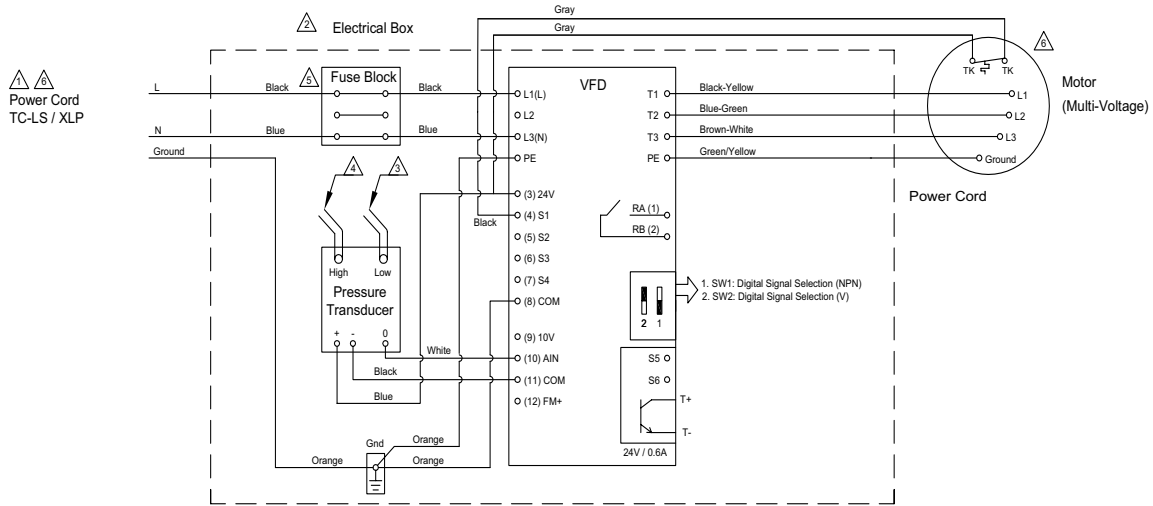 Gray
Gray
2
Electrical Box
6
1 6
Power Cord
TC-LS / XLP
5
Fuse Block
VFD
TK TK
Motor
(Multi-Voltage)
L
Black
Black
L1(L)
T1
Black-Yellow
L1
L2
T2
Blue-Green
L2
N
Blue
Blue
L3(N)
T3
Brown-White
L3
Ground
PE
PE
Green/Yellow
Ground
4
3
(3) 24V
Power Cord
Black
(4) S1
RA (1)
(5) S2
RB (2)
(6) S3
High
Low
(7) S4
Pressure
Transducer
1. SW1: Digital Signal Selection (NPN)
2. SW2: Digital Signal Selection (V)
(8) COM
2 1
+ - 0
(9) 10V
White
(10) AIN
S5
Black
(11) COM
S6
Blue
(12) FM+
T+
T-
Gnd
Orange
24V / 0.6A
Orange
Orange